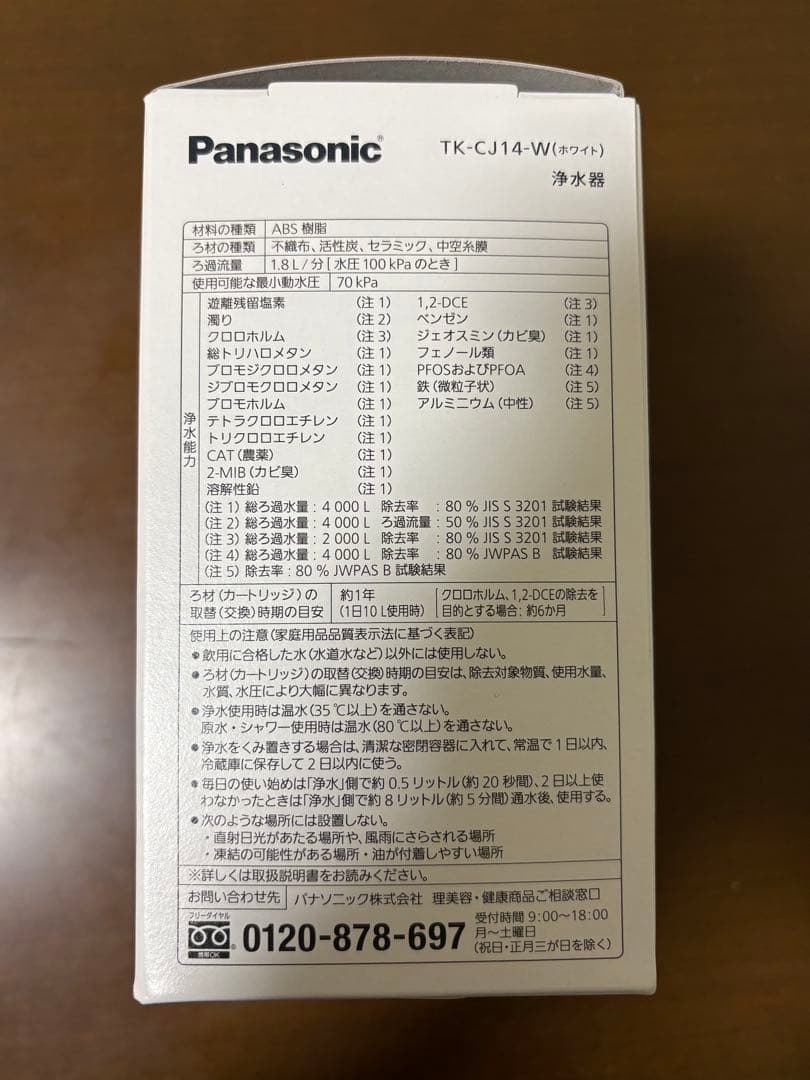 Panasonic®
TK-CJ14-W(ホワイト)
浄水器
材料の種類 ABS 樹脂
ろ材の種類 不織布、活性炭、セラミック、中空糸膜
ろ過流量 1.8 L / 分 [ 水圧 100 kPa のとき ]
使用可能な最小動水圧 70 kPa
浄水能力
遊離残留塩素 (注 1) 1,2-DCE (注 3)
濁り (注 2) ベンゼン (注 1)
クロロホルム (注 3) ジェオスミン(カビ臭) (注 1)
総トリハロメタン (注 1) フェノール類 (注 1)
ブロモジクロロメタン (注 1) PFOSおよびPFOA (注 4)
ジブロモクロロメタン (注 1) 鉄(微粒子状) (注 5)
ブロモホルム (注 1) アルミニウム(中性) (注 5)
テトラクロロエチレン (注 1)
トリクロロエチレン (注 1)
CAT(農薬) (注 1)
2-MIB(カビ臭) (注 1)
溶解性鉛 (注 1)
(注 1) 総ろ過水量 : 4 000 L 除去率 : 80 % JIS S 3201 試験結果
(注 2) 総ろ過水量 : 4 000 L ろ過流量 : 50 % JIS S 3201 試験結果
(注 3) 総ろ過水量 : 2 000 L 除去率 : 80 % JIS S 3201 試験結果
(注 4) 総ろ過水量 : 4 000 L 除去率 : 80 % JWPAS B 試験結果
(注 5) 除去率 : 80 % JWPAS B 試験結果
ろ材(カートリッジ)の 約1年 [クロロホルム、1,2-DCEの除去を
取替(交換)時期の目安 (1日10 L使用時) 目的とする場合: 約6か月]
使用上の注意(家庭用品品質表示法に基づく表記)
●飲用に合格した水(水道水など)以外には使用しない。
●ろ材(カートリッジ)の取替(交換)時期の目安は、除去対象物質、使用水量、
水質、水圧により大幅に異なります。
●浄水使用時は温水(35 ℃以上)を通さない。
原水・シャワー使用時は温水(80 ℃以上)を通さない。
●浄水をくみ置きする場合は、清潔な密閉容器に入れて、常温で 1 日以内、
冷蔵庫に保存して 2 日以内に使う。
●毎日の使い始めは「浄水」側で約 0.5 リットル(約 20 秒間)、2 日以上使
わなかったときは「浄水」側で約 8 リットル(約 5 分間)通水後、使用する。
●次のような場所には設置しない。
・直射日光があたる場所や、風雨にさらされる場所
・凍結の可能性がある場所・油が付着しやすい場所
※詳しくは取扱説明書をお読みください。
お問い合わせ先 パナソニック株式会社 理美容・健康商品ご相談窓口
フリーダイヤル
携帯OK
0120-878-697
受付時間 9:00〜18:00
月〜土曜日
(祝日・正月三が日を除く)